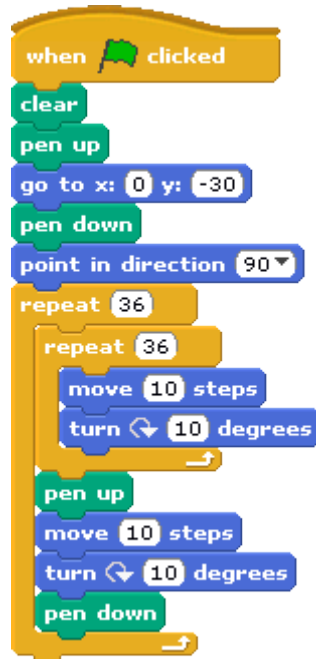 when clicked
clear
pen up
go to x: 0 y: -30
pen down
point in direction 90
repeat 36
repeat 36
move 10 steps
turn 10 degrees
pen up
move 10 steps
turn 10 degrees
pen down